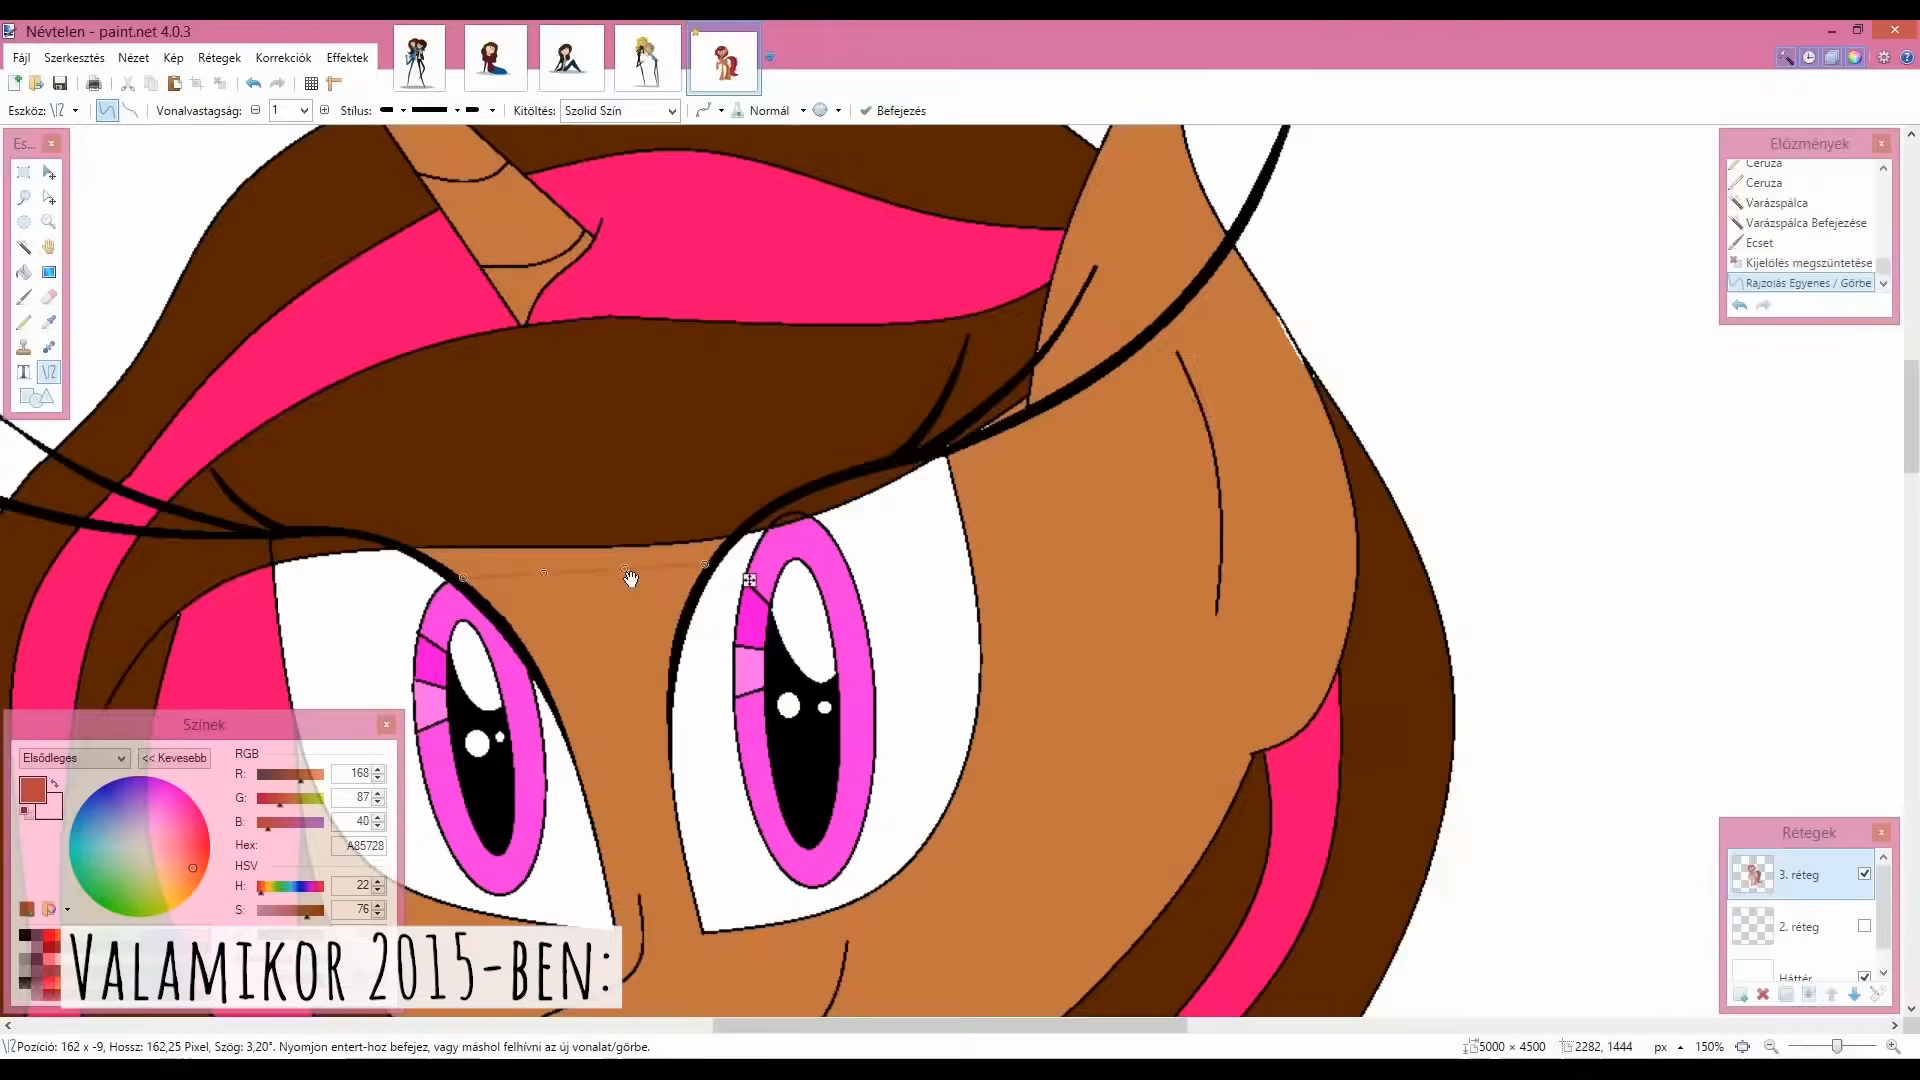 Névtelen - paint.net 4.0.3
Fájl Szerkesztés Nézet Kép Rétegek Korrekciók Effektek
Eszköz: Vonalvastagság: 1 Stílus: Kitöltés: Szolid Szín Normál Befejezés
Es...
Előzmények
Ceruza
Ceruza
Varázspálca
Varázspálca Befejezése
Ecset
Kijelölés megszüntetése
Rajzolás Egyenes / Görbe
Színek
Elsődleges << Kevesebb
RGB
R: 168
G: 87
B: 40
Hex: A85728
HSV
H: 22
S: 76
Rétegek
3. réteg
2. réteg
Háttér
VALAMIKOR 2015-BEN:
Pozíció: 162 x -9, Hossz: 162,25 Pixel, Szög: 3,20°. Nyomjon entert-hoz befejez, vagy máshol felhívni az új vonalat/görbe.
5000 × 4500 2282, 1444 px 150%